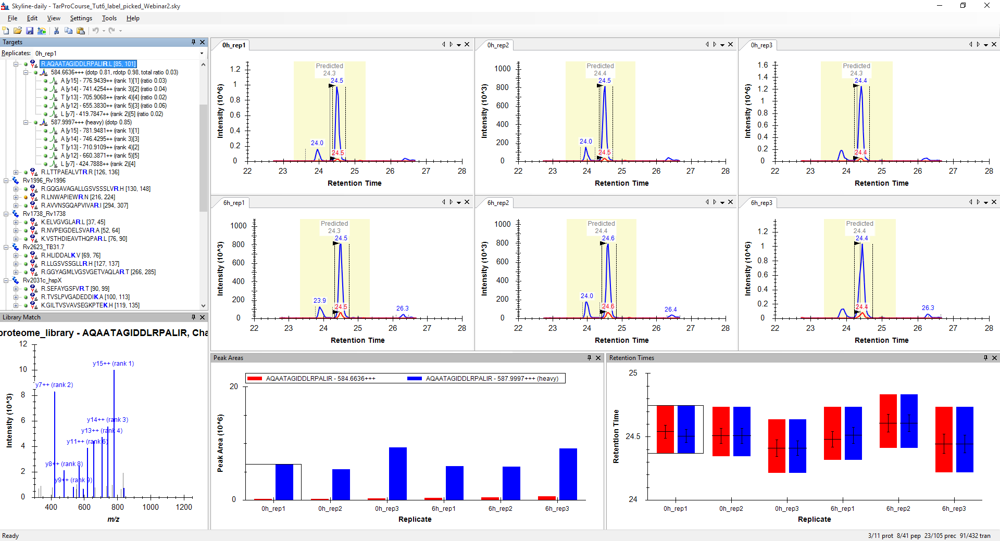 Skyline-daily - TarProCourse_Tut6_label_picked_Webinar2.sky
File Edit View Settings Tools Help
Targets
Replicates: 0h_rep1
R.AQAATAGIDDLRPALIR.L [85, 101]
584.6636+++ (dotp 0.81, rdotp 0.98, total ratio 0.03)
A [y15] - 776.9439++ (rank 1)[1] (ratio 0.03)
A [y14] - 741.4254++ (rank 3)[2] (ratio 0.04)
T [y13] - 705.9068++ (rank 4)[4] (ratio 0.02)
A [y12] - 655.3830++ (rank 5)[3] (ratio 0.06)
L [y7] - 419.7847++ (rank 2)[5] (ratio 0.02)
587.9997+++ (heavy) (dotp 0.85)
A [y15] - 781.9481++ (rank 1)[1]
A [y14] - 746.4295++ (rank 3)[3]
T [y13] - 710.9109++ (rank 4)[2]
A [y12] - 660.3871++ (rank 5)[5]
L [y7] - 424.7888++ (rank 2)[4]
R.LTTPAEALVTR.R [126, 136]
Rv1996_Rv1996
R.GQGAVAGALLGSVSSSLVR.H [130, 148]
R.LNWAPIEWR.N [216, 224]
R.AVVNSGQAPVIVAR.I [294, 307]
Rv1738_Rv1738
K.ELVGVGLAR.L [37, 45]
R.NVPEIGDELSVAR.A [52, 64]
K.VSTHDIEAVTHQPAR.L [76, 90]
Rv2623_TB31.7
R.HLIDDALK.V [69, 76]
R.LLGSVSSGLLR.H [127, 137]
R.GGYAGMLVGSVGETVAQLAR.T [266, 285]
Rv2031c_hspX
R.SEFAYGSFVR.T [90, 99]
R.TVSLPVGADEDDIK.A [100, 113]
K.GILTVSVAVSEGKPTEK.H [119, 135]
Library Match
proteome_library - AQAATAGIDDLRPALIR, Cha
12
10
8
6
4
2
0
Intensity (10^3)
y15++ (rank 1)
y7++ (rank 2)
y14++ (rank 3)
y13++ (rank 4)
y11++ (rank 6)
y8++ (rank 8)
y9++ (rank 9)
400 600 800 1000 1200
m/z
0h_rep1
1.2
1
0.8
0.6
0.4
0.2
0
Intensity (10^6)
Predicted
24.3
24.5
24.0
24.5
22 23 24 25 26 27 28
Retention Time
0h_rep2
1000
800
600
400
200
0
Intensity (10^3)
Predicted
24.4
24.5
24.0
24.5
22 23 24 25 26 27 28
Retention Time
0h_rep3
1.6
1.4
1.2
1
0.8
0.6
0.4
0.2
0
Intensity (10^6)
Predicted
24.3
24.4
24.4
22 23 24 25 26 27 28
Retention Time
6h_rep1
1000
800
600
400
200
0
Intensity (10^3)
Predicted
24.3
24.5
23.9
24.5
26.3
22 23 24 25 26 27 28
Retention Time
6h_rep2
1000
800
600
400
200
0
Intensity (10^3)
Predicted
24.4
24.6
24.0
24.6
26.4
22 23 24 25 26 27 28
Retention Time
6h_rep3
1.2
1
0.8
0.6
0.4
0.2
0
Intensity (10^6)
Predicted
24.4
24.4
24.4
26.3
22 23 24 25 26 27 28
Retention Time
Peak Areas
AQAATAGIDDLRPALIR - 584.6636+++ AQAATAGIDDLRPALIR - 587.9997+++ (heavy)
20
0
Peak Area (10^6)
0h_rep1 0h_rep2 0h_rep3 6h_rep1 6h_rep2 6h_rep3
Replicate
Retention Times
25
24.5
24
Retention Time
0h_rep1 0h_rep2 0h_rep3 6h_rep1 6h_rep2 6h_rep3
Replicate
Ready
3/11 prot 8/41 pep 23/105 prec 91/432 tran